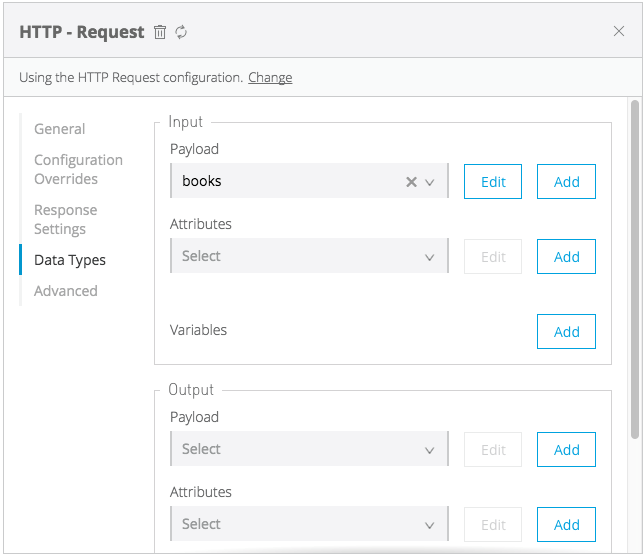 HTTP - Request
Using the HTTP Request configuration. Change
General
Configuration
Overrides
Response
Settings
Data Types
Advanced
Input
Payload
books
Edit
Add
Attributes
Select
Edit
Add
Variables
Add
Output
Payload
Select
Edit
Add
Attributes
Select
Edit
Add